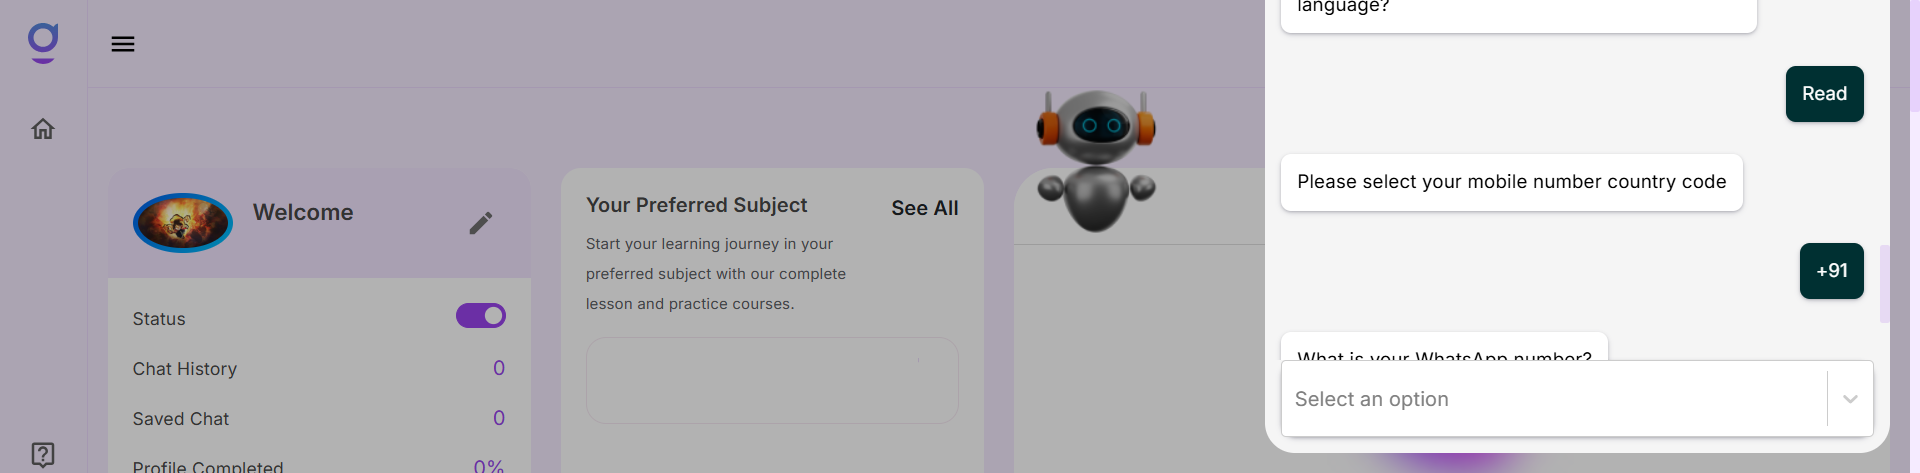 Welcome
Status
Chat History 0
Saved Chat 0
Profile Completed 0%
Your Preferred Subject
See All
Start your learning journey in your
preferred subject with our complete
lesson and practice courses.
language?
Read
Please select your mobile number country code
+91
What is your WhatsApp number?
Select an option